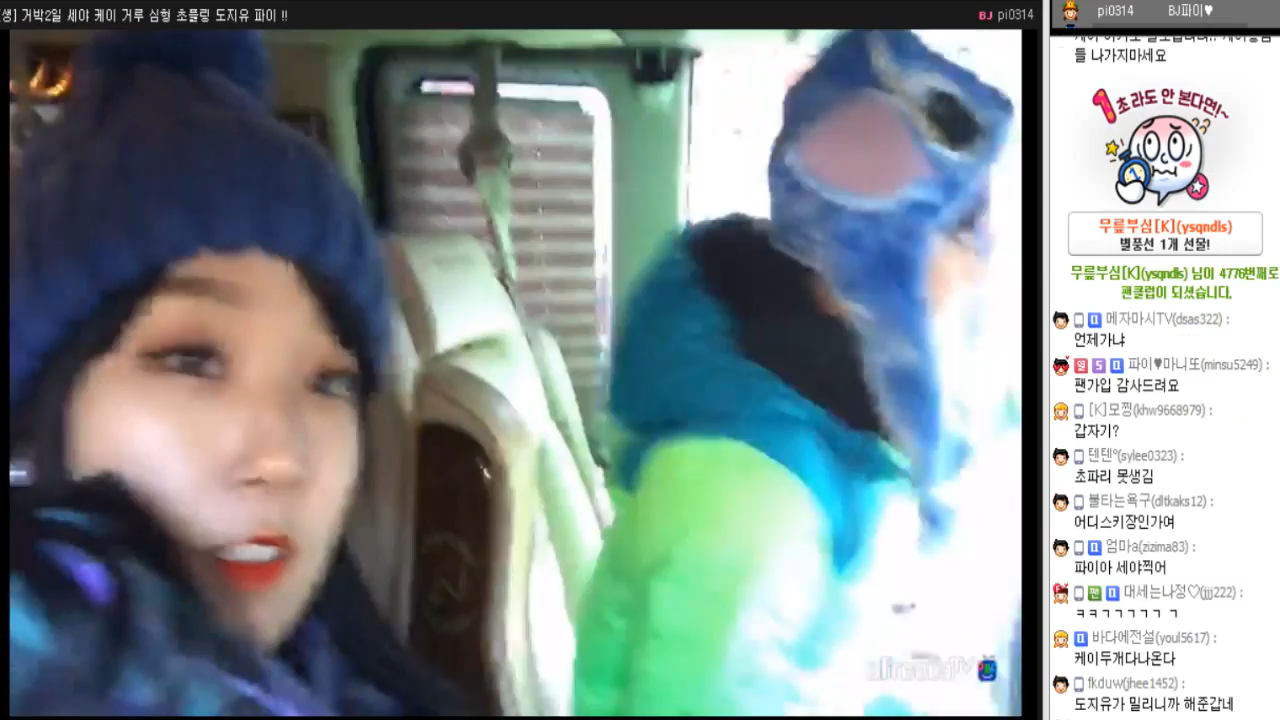 생] 거박2일 세야 케이 거루 심형 초플링 도지유 파이 !!
BJ pi0314
pi0314 BJ파이♥
들 나가지마세요
1초라도 안 본다면!~
무릎부심[K](ysqndls)
별풍선 1개 선물!
무릎부심[K](ysqndls) 님이 4776번째로
팬클럽이 되셨습니다.
메자마시TV(dsas322) :
언제가냐
열 S 파이♥마니또(minsu5249) :
팬가입 감사드려요
[K]모찡(khw9668979) :
갑자기?
텐텐°(sylee0323) :
초파리 못생김
불타는욕구(dltkaks12) :
어디스키장인가여
엄마a(zizima83) :
파이아 세야찍어
팬 대세는나정♡(jjj222) :
ㅋㅋㄱㄱㄱㄱㄱ ㄱ
바다에전설(youl5617) :
케이두개다나온다
fkduw(jhee1452) :
도지유가 밀리니까 해준갑네